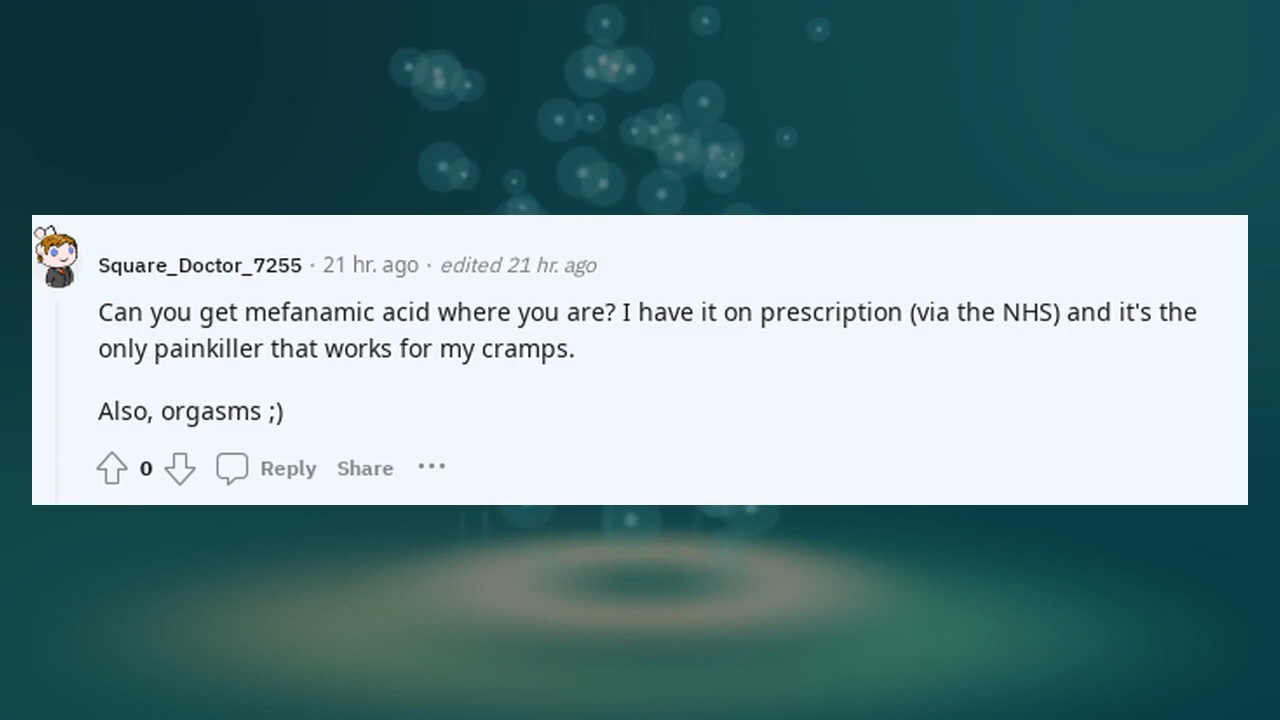 Square_Doctor_7255 · 21 hr. ago · edited 21 hr. ago
Can you get mefanamic acid where you are? I have it on prescription (via the NHS) and it's the
only painkiller that works for my cramps.
Also, orgasms ;)
0 Reply Share ···